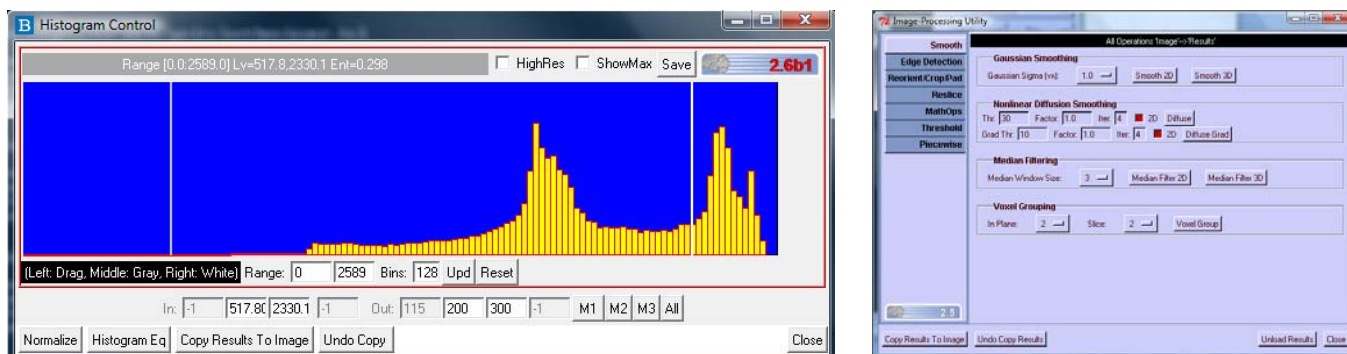 Histogram Control
Range [0.0:2589.0] Lv=517.8,2330.1 Ent=0.298
HighRes ShowMax Save 2.6b1
(Left: Drag, Middle: Gray, Right: White) Range: 0 2589 Bins: 128 Upd Reset
In: -1 517.80 2330.1 -1 Out: 115 200 300 -1 M1 M2 M3 All
Normalize Histogram Eq Copy Results To Image Undo Copy Close
Image-Processing Utility
All Operations 'Image'->'Results'
Smooth
Edge Detection
Reorient/Crop/Pad
Reslice
MathOps
Threshold
Piecewise
Gaussian Smoothing
Gaussian Sigma (vx): 1.0 Smooth 2D Smooth 3D
Nonlinear Diffusion Smoothing
Thr: 30 Factor: 1.0 Iter: 4 2D Diffuse
Grad Thr: 10 Factor: 1.0 Iter: 4 2D Diffuse Grad
Median Filtering
Median Window Size: 3 Median Filter 2D Median Filter 3D
Voxel Grouping
In Plane: 2 Slice: 2 Voxel Group
2.5
Copy Results To Image Undo Copy Results Unload Results Close